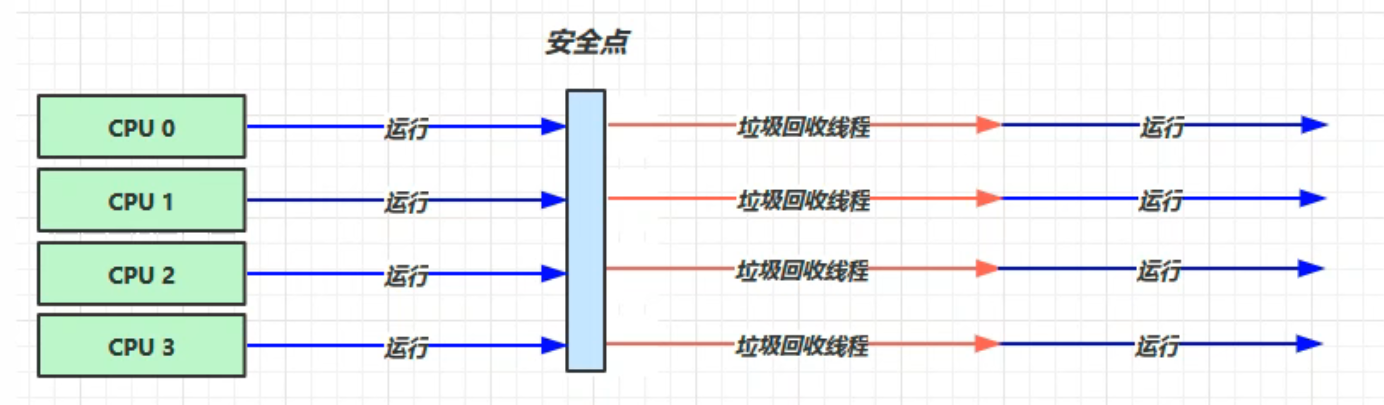 安全点
CPU 0 运行 垃圾回收线程 运行
CPU 1 运行 垃圾回收线程 运行
CPU 2 运行 垃圾回收线程 运行
CPU 3 运行 垃圾回收线程 运行